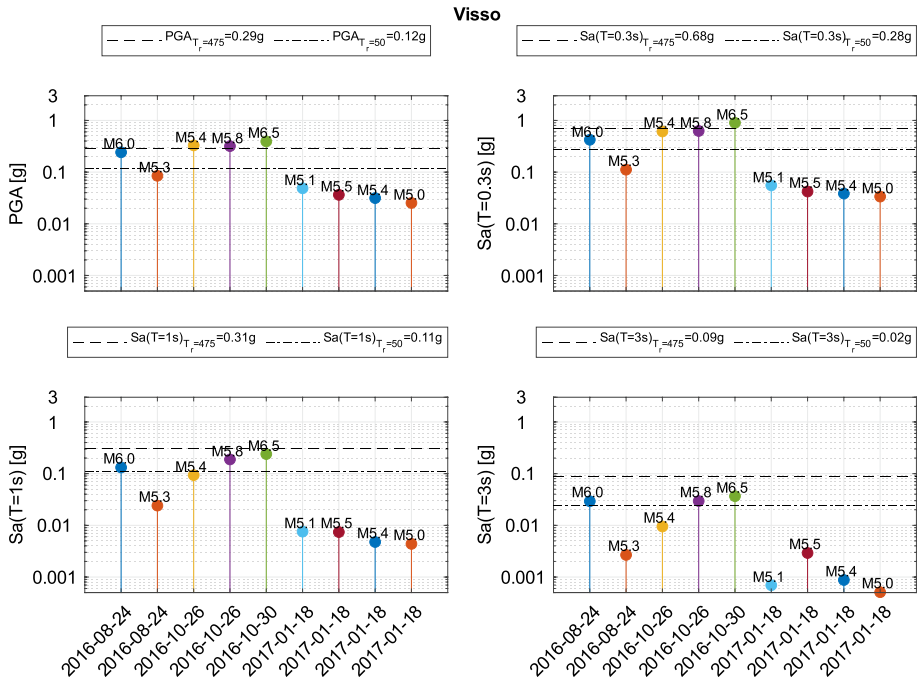 Visso
PGA_{T_r=475}=0.29g PGA_{T_r=50}=0.12g
Sa(T=0.3s)_{T_r=475}=0.68g Sa(T=0.3s)_{T_r=50}=0.28g
PGA [g]
3
1
0.1
0.01
0.001
M6.0
M5.3
M5.4
M5.8
M6.5
M5.1
M5.5
M5.4
M5.0
Sa(T=0.3s) [g]
3
1
0.1
0.01
0.001
M6.0
M5.3
M5.4
M5.8
M6.5
M5.1
M5.5
M5.4
M5.0
Sa(T=1s)_{T_r=475}=0.31g Sa(T=1s)_{T_r=50}=0.11g
Sa(T=3s)_{T_r=475}=0.09g Sa(T=3s)_{T_r=50}=0.02g
Sa(T=1s) [g]
3
1
0.1
0.01
0.001
M6.0
M5.3
M5.4
M5.8
M6.5
M5.1
M5.5
M5.4
M5.0
2016-08-24
2016-08-24
2016-10-26
2016-10-26
2016-10-30
2017-01-18
2017-01-18
2017-01-18
2017-01-18
Sa(T=3s) [g]
3
1
0.1
0.01
0.001
M6.0
M5.3
M5.4
M5.8
M6.5
M5.1
M5.5
M5.4
M5.0
2016-08-24
2016-08-24
2016-10-26
2016-10-26
2016-10-30
2017-01-18
2017-01-18
2017-01-18
2017-01-18